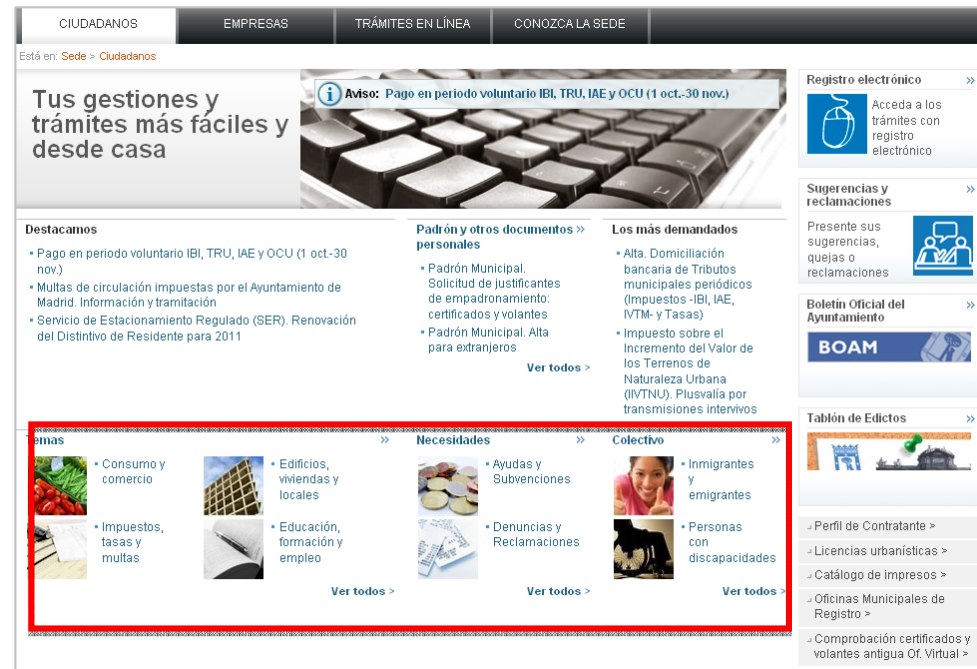 CIUDADANOS
EMPRESAS
TRÁMITES EN LÍNEA
CONOZCA LA SEDE
Está en: Sede > Ciudadanos
Tus gestiones y
trámites más fáciles y
desde casa
Aviso: Pago en periodo voluntario IBI, TRU, IAE y OCU (1 oct.-30 nov.)
Destacamos
Pago en periodo voluntario IBI, TRU, IAE y OCU (1 oct.-30
nov.)
Multas de circulación impuestas por el Ayuntamiento de
Madrid. Información y tramitación
Servicio de Estacionamiento Regulado (SER). Renovación
del Distintivo de Residente para 2011
Padrón y otros documentos »
personales
Padrón Municipal.
Solicitud de justificantes
de empadronamiento:
certificados y volantes
Padrón Municipal. Alta
para extranjeros
Ver todos >
Los más demandados
Alta. Domiciliación
bancaria de Tributos
municipales periódicos
(Impuestos -IBI, IAE,
IVTM- y Tasas)
Impuesto sobre el
Incremento del Valor de
los Terrenos de
Naturaleza Urbana
(IIVTNU). Plusvalía por
transmisiones intervivos
Temas »
Consumo y
comercio
Edificios,
viviendas y
locales
Impuestos,
tasas y
multas
Educación,
formación y
empleo
Ver todos >
Necesidades »
Ayudas y
Subvenciones
Denuncias y
Reclamaciones
Ver todos >
Colectivo »
Inmigrantes
y
emigrantes
Personas
con
discapacidades
Ver todos >
Registro electrónico »
Acceda a los
trámites con
registro
electrónico
Sugerencias y »
reclamaciones
Presente sus
sugerencias,
quejas o
reclamaciones
Boletín Oficial del »
Ayuntamiento
BOAM
Tablón de Edictos »
Perfil de Contratante >
Licencias urbanísticas >
Catálogo de impresos >
Oficinas Municipales de
Registro >
Comprobación certificados y
volantes antigua Of. Virtual >